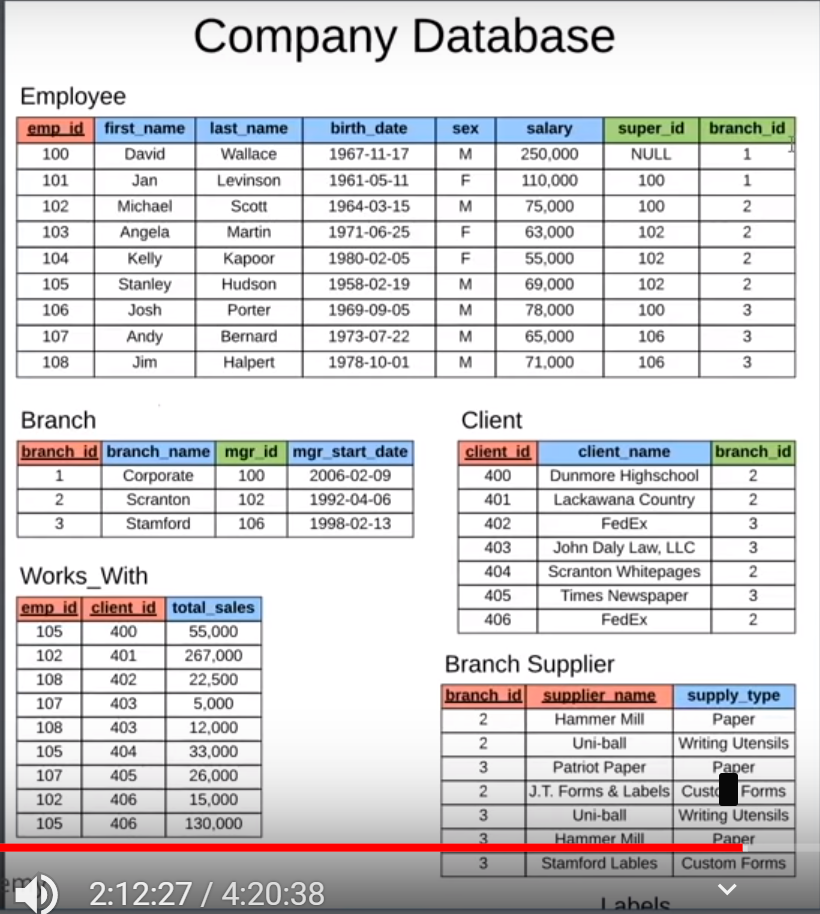 Company Database
Employee
emp_id first_name last_name birth_date sex salary super_id branch_id
100 David Wallace 1967-11-17 M 250,000 NULL 1
101 Jan Levinson 1961-05-11 F 110,000 100 1
102 Michael Scott 1964-03-15 M 75,000 100 2
103 Angela Martin 1971-06-25 F 63,000 102 2
104 Kelly Kapoor 1980-02-05 F 55,000 102 2
105 Stanley Hudson 1958-02-19 M 69,000 102 2
106 Josh Porter 1969-09-05 M 78,000 100 3
107 Andy Bernard 1973-07-22 M 65,000 106 3
108 Jim Halpert 1978-10-01 M 71,000 106 3
Branch
branch_id branch_name mgr_id mgr_start_date
1 Corporate 100 2006-02-09
2 Scranton 102 1992-04-06
3 Stamford 106 1998-02-13
Client
client_id client_name branch_id
400 Dunmore Highschool 2
401 Lackawana Country 2
402 FedEx 3
403 John Daly Law, LLC 3
404 Scranton Whitepages 2
405 Times Newspaper 3
406 FedEx 2
Works_With
emp_id client_id total_sales
105 400 55,000
102 401 267,000
108 402 22,500
107 403 5,000
108 403 12,000
105 404 33,000
107 405 26,000
102 406 15,000
105 406 130,000
Branch Supplier
branch_id supplier_name supply_type
2 Hammer Mill Paper
2 Uni-ball Writing Utensils
3 Patriot Paper Paper
2 J.T. Forms & Labels Forms
3 Uni-ball Writing Utensils
3 Hammer Mill Paper
3 Stamford Lables Custom Forms
Labels
2:12:27 / 4:20:38